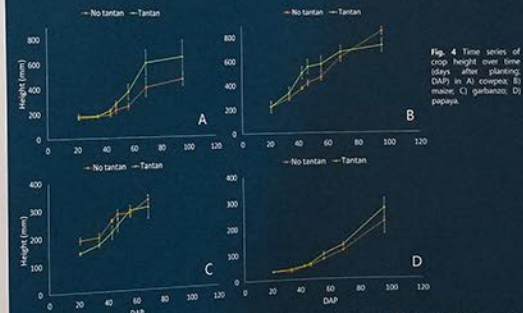 No tantan Tantan
Height (mm)
800
600
400
200
0
0 20 40 60 80 100 120
A
No tantan Tantan
800
600
400
200
0
0 20 40 60 80 100 120
B
Fig. 4 Time series of
crop height over time
(days after planting;
DAP) in A) cowpea; B)
maize; C) garbanzo; D)
papaya.
No tantan Tantan
Height (mm)
400
300
200
100
0
0 20 40 60 80 100 120
DAP
C
No tantan Tantan
400
300
200
100
0
0 20 40 60 80 100 120
DAP
D